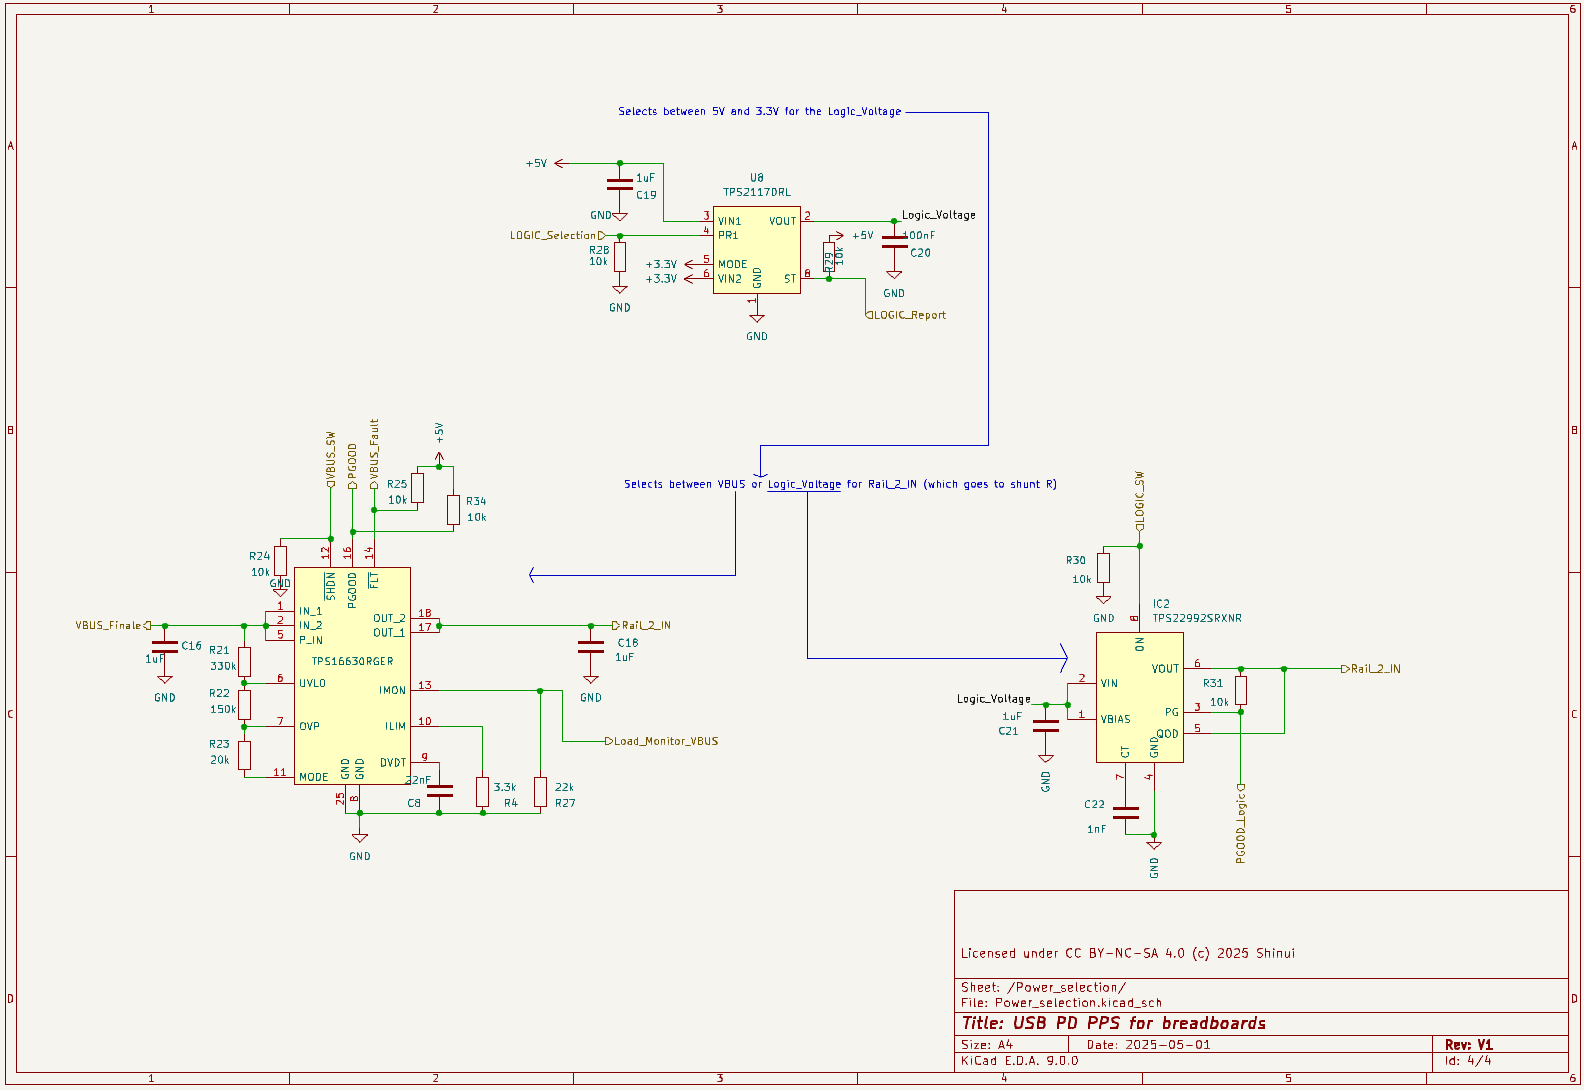 1 2 3 4 5 6
Selects between 5V and 3.3V for the Logic_Voltage
A A
+5V
1uF
C19
GND
U8
TPS2117DRL
3 VIN1 VOUT 2
Logic_Voltage
LOGIC_Selection
4 PR1
+5V
100nF
C20
R28
10k
R29
10k
+3.3V 5 MODE
+3.3V 6 VIN2 GND ST 8
1
GND
GND
GND
LOGIC_Report
B B
VBUS_SW
PGOOD
VBUS_Fault
+5V
Selects between VBUS or Logic_Voltage for Rail_2_IN (which goes to shunt R)
R25
10k
R34
10k
LOGIC_SW
R24
10k
GND
12 16 14
SHDN PGOOD FLT
R30
10k
GND
1 IN_1
2 IN_2
5 P_IN
OUT_2 18
OUT_1 17
VBUS_Finale
C16
1uF
GND
R21
330k
TPS16630RGER
Rail_2_IN
C18
1uF
GND
IC2
TPS22992SRXNR
8
ON
VOUT 6
Rail_2_IN
6 UVLO
IMON 13
R22
150k
2 VIN
R31
10k
Logic_Voltage
1uF
C21
GND
1 VBIAS
PG 3
QOD 5
C C
7 OVP
ILIM 10
Load_Monitor_VBUS
R23
20k
11 MODE
GND GND
DVDT 9
22nF
C8
3.3k
R4
22k
R27
25 8
GND
CT GND
7 4
C22
1nF
GND
PGOOD_Logic
Licensed under CC BY-NC-SA 4.0 (c) 2025 Shinui
Sheet: /Power_selection/
File: Power_selection.kicad_sch
D D
Title: USB PD PPS for breadboards
Size: A4 Date: 2025-05-01 Rev: V1
KiCad E.D.A. 9.0.0 Id: 4/4
1 2 3 4 5 6